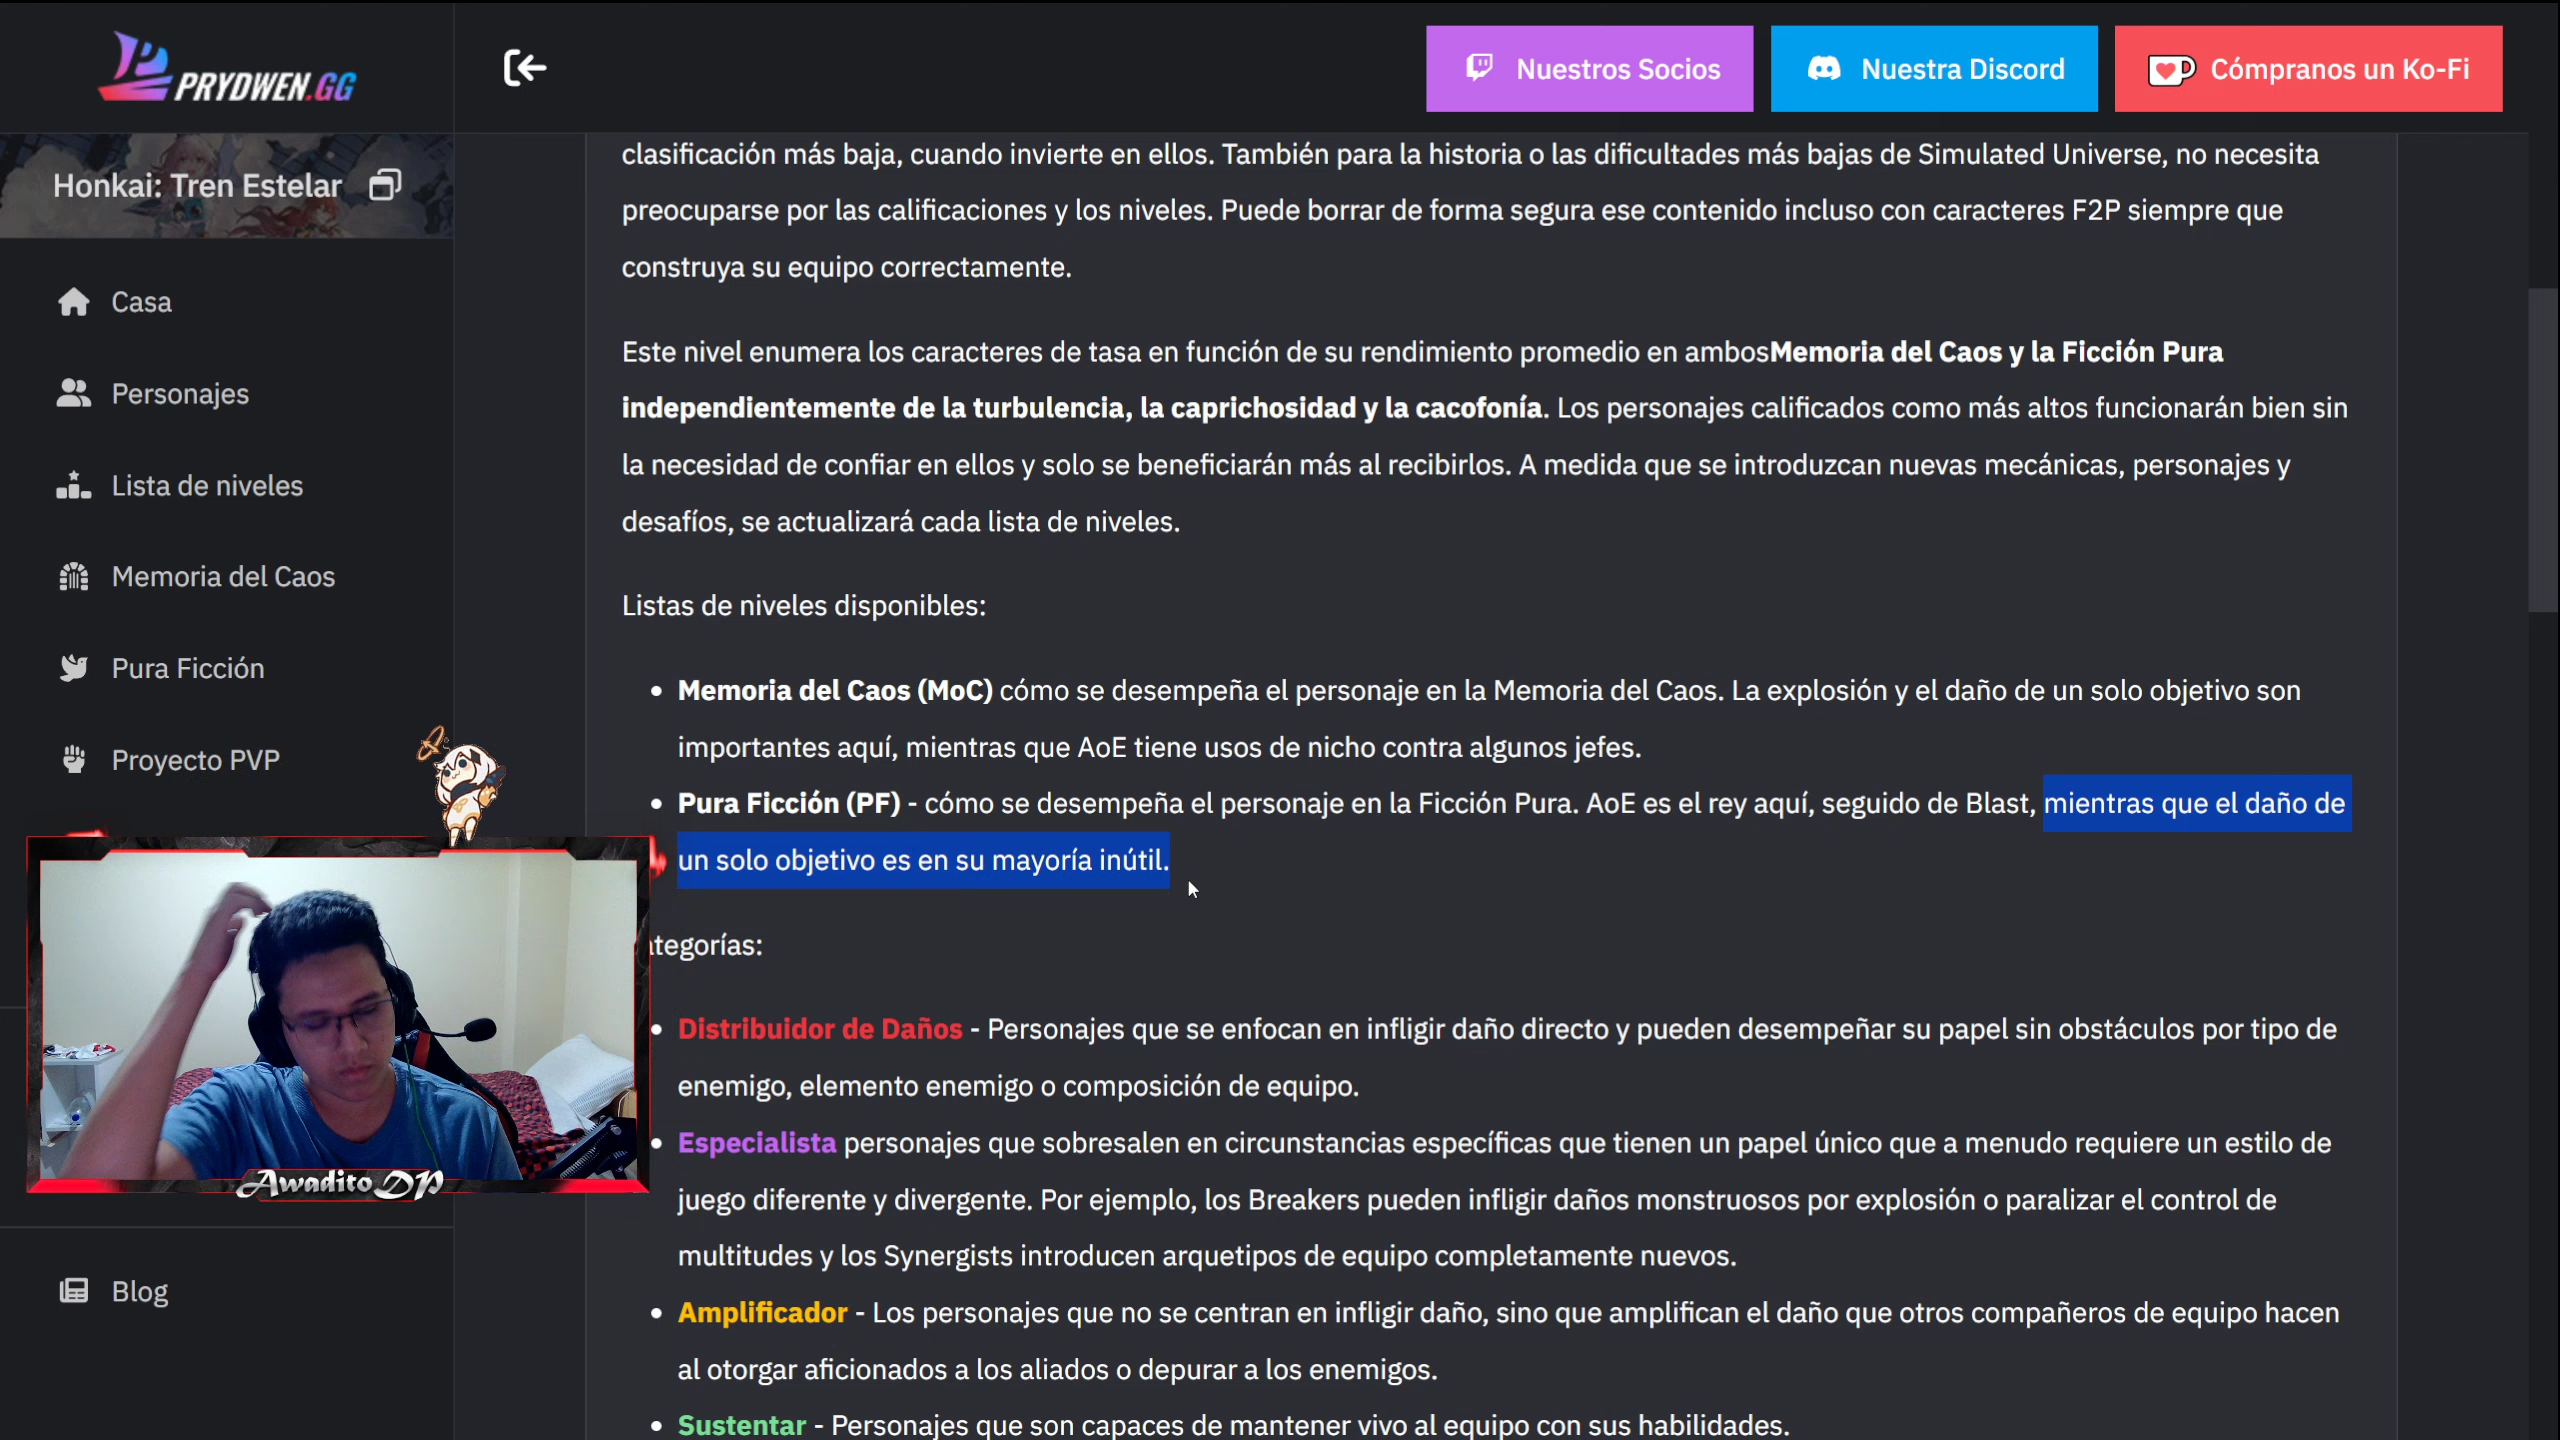 PRYDWEN.GG
Nuestros Socios
Nuestra Discord
Cómpranos un Ko-Fi
Honkai: Tren Estelar
Casa
Personajes
Lista de niveles
Memoria del Caos
Pura Ficción
Proyecto PVP
Blog
clasificación más baja, cuando invierte en ellos. También para la historia o las dificultades más bajas de Simulated Universe, no necesita
preocuparse por las calificaciones y los niveles. Puede borrar de forma segura ese contenido incluso con caracteres F2P siempre que
construya su equipo correctamente.
Este nivel enumera los caracteres de tasa en función de su rendimiento promedio en ambosMemoria del Caos y la Ficción Pura
independientemente de la turbulencia, la caprichosidad y la cacofonía. Los personajes calificados como más altos funcionarán bien sin
la necesidad de confiar en ellos y solo se beneficiarán más al recibirlos. A medida que se introduzcan nuevas mecánicas, personajes y
desafíos, se actualizará cada lista de niveles.
Listas de niveles disponibles:
Memoria del Caos (MoC) cómo se desempeña el personaje en la Memoria del Caos. La explosión y el daño de un solo objetivo son
importantes aquí, mientras que AoE tiene usos de nicho contra algunos jefes.
Pura Ficción (PF) - cómo se desempeña el personaje en la Ficción Pura. AoE es el rey aquí, seguido de Blast, mientras que el daño de
un solo objetivo es en su mayoría inútil.
ategorías:
Distribuidor de Daños - Personajes que se enfocan en infligir daño directo y pueden desempeñar su papel sin obstáculos por tipo de
enemigo, elemento enemigo o composición de equipo.
Especialista personajes que sobresalen en circunstancias específicas que tienen un papel único que a menudo requiere un estilo de
juego diferente y divergente. Por ejemplo, los Breakers pueden infligir daños monstruosos por explosión o paralizar el control de
multitudes y los Synergists introducen arquetipos de equipo completamente nuevos.
Amplificador - Los personajes que no se centran en infligir daño, sino que amplifican el daño que otros compañeros de equipo hacen
al otorgar aficionados a los aliados o depurar a los enemigos.
Sustentar - Personajes que son capaces de mantener vivo al equipo con sus habilidades.
Awadito DP